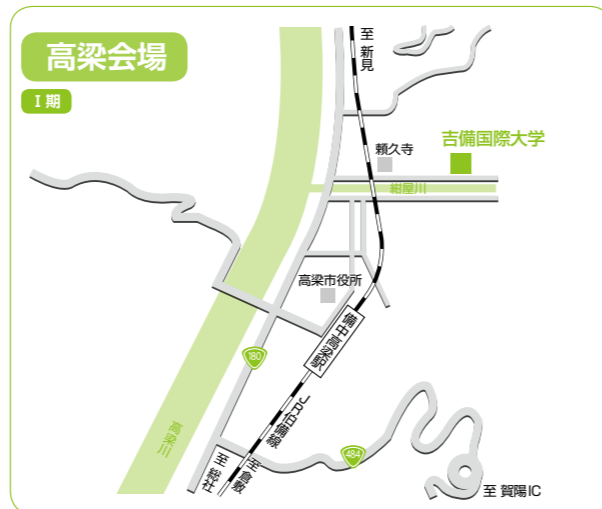 高梁会場
Ⅰ期
至 新見
頼久寺
吉備国際大学
紺屋川
高梁市役所
備中高梁駅
180
JR伯備線
高梁川
484
至 総社
至 倉敷
至 賀陽IC